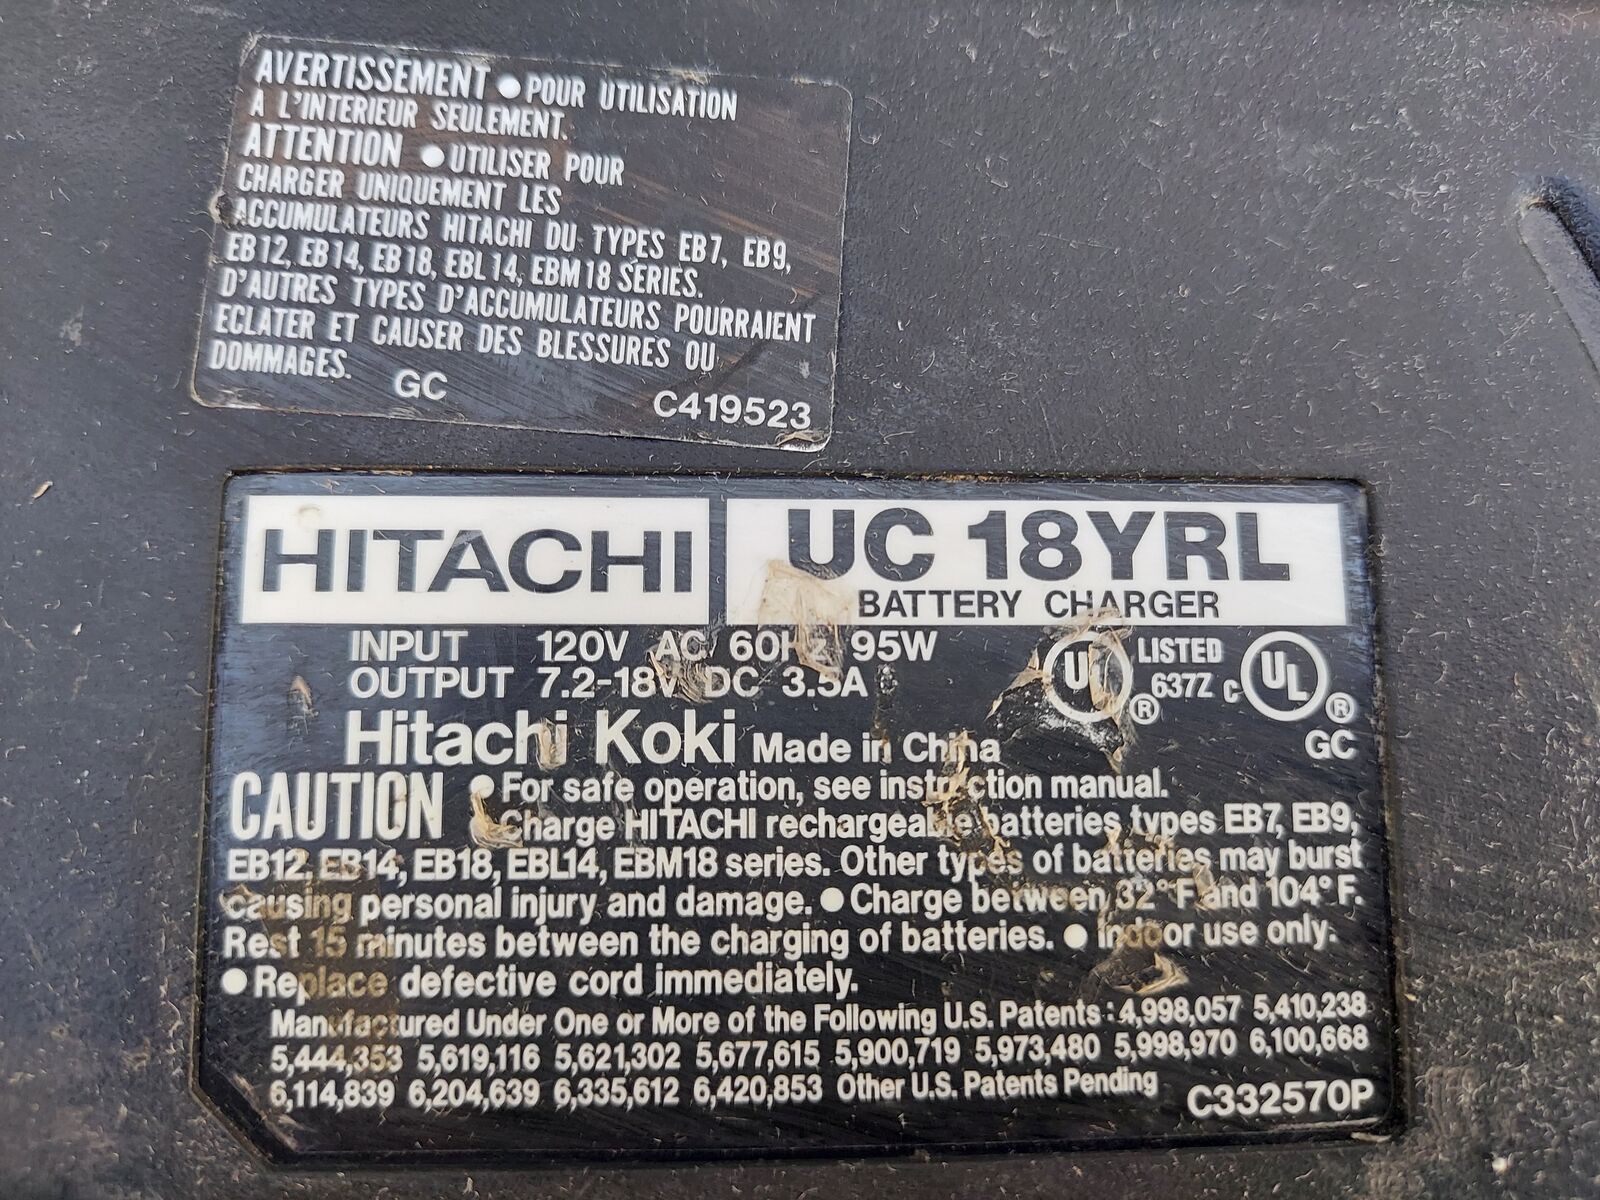 AVERTISSEMENT ● POUR UTILISATION
A L'INTERIEUR SEULEMENT.
ATTENTION ● UTILISER POUR
CHARGER UNIQUEMENT LES
ACCUMULATEURS HITACHI DU TYPES EB7, EB9,
EB12, EB14, EB18, EBL14, EBM18 SERIES.
D'AUTRES TYPES D'ACCUMULATEURS POURRAIENT
ECLATER ET CAUSER DES BLESSURES OU
DOMMAGES.
GC
C419523
HITACHI
UC 18YRL
BATTERY CHARGER
INPUT 120V AC 60Hz 95W
OUTPUT 7.2-18V DC 3.5A
UL ® LISTED 637Z c UL ®
Hitachi Koki Made in China
GC
CAUTION ● For safe operation, see instruction manual.
● Charge HITACHI rechargeable batteries types EB7, EB9,
EB12, EB14, EB18, EBL14, EBM18 series. Other types of batteries may burst
causing personal injury and damage. ● Charge between 32°F and 104°F.
Rest 15 minutes between the charging of batteries. ● Indoor use only.
● Replace defective cord immediately.
Manufactured Under One or More of the Following U.S. Patents : 4,998,057 5,410,238
5,444,353 5,619,116 5,621,302 5,677,615 5,900,719 5,973,480 5,998,970 6,100,668
6,114,839 6,204,639 6,335,612 6,420,853 Other U.S. Patents Pending
C332570P